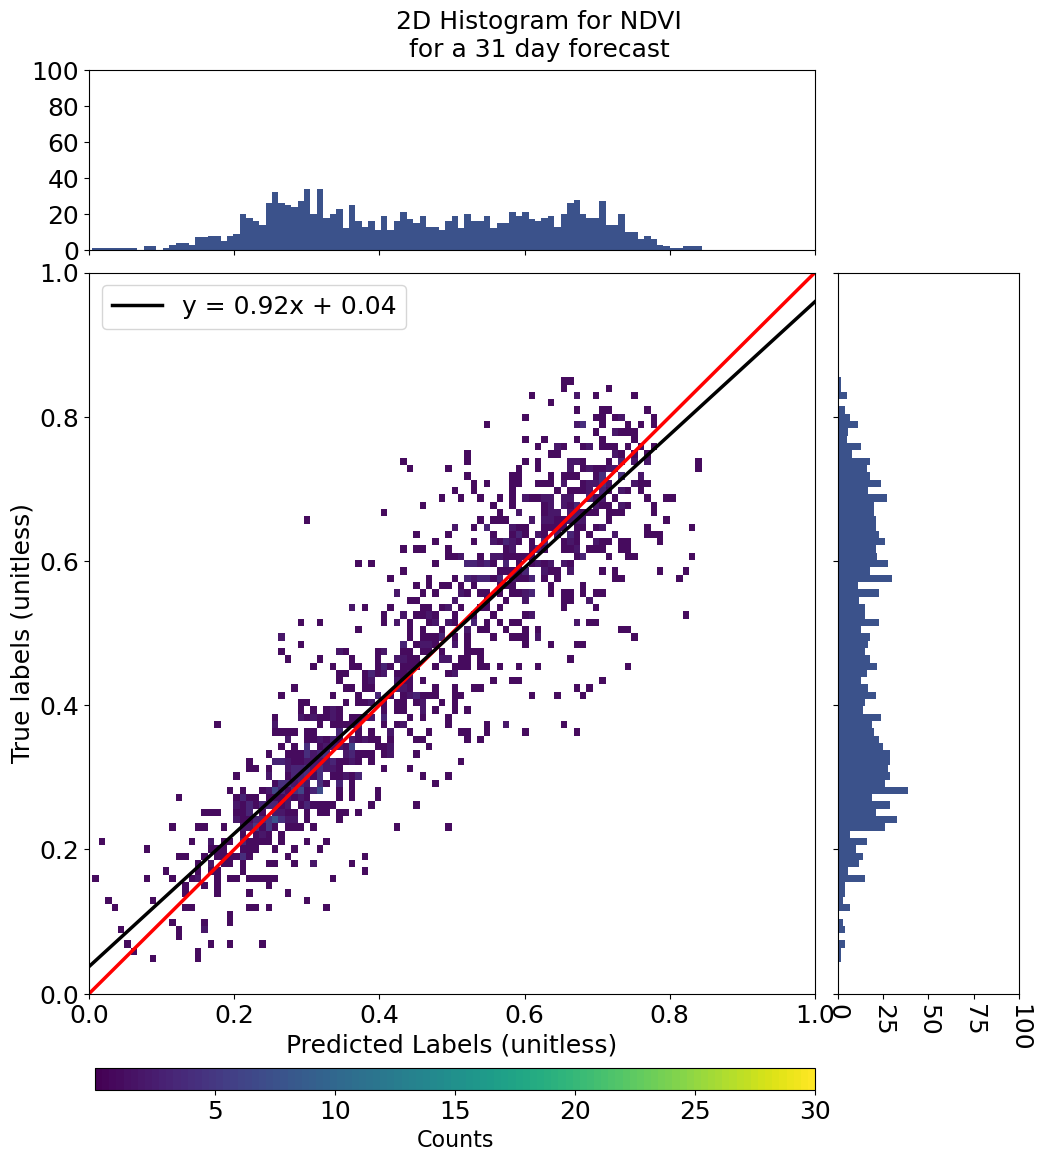 2D Histogram for NDVI
for a 31 day forecast
100
80
60
40
20
0
1.0
0.8
0.6
0.4
0.2
0.0
True labels (unitless)
y = 0.92x + 0.04
0.0 0.2 0.4 0.6 0.8 1.0
Predicted Labels (unitless)
0 25 50 75 100
5 10 15 20 25 30
Counts